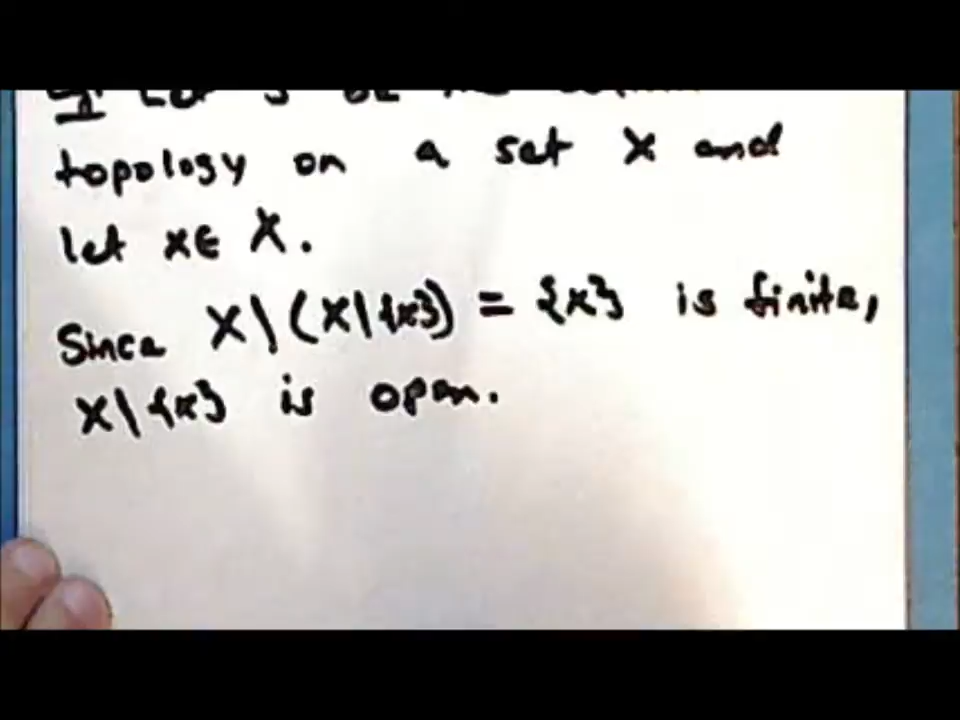 topology on a set X and
let x∈ X.
Since X\(X\{x}) = {x} is finite,
X\{x} is open.